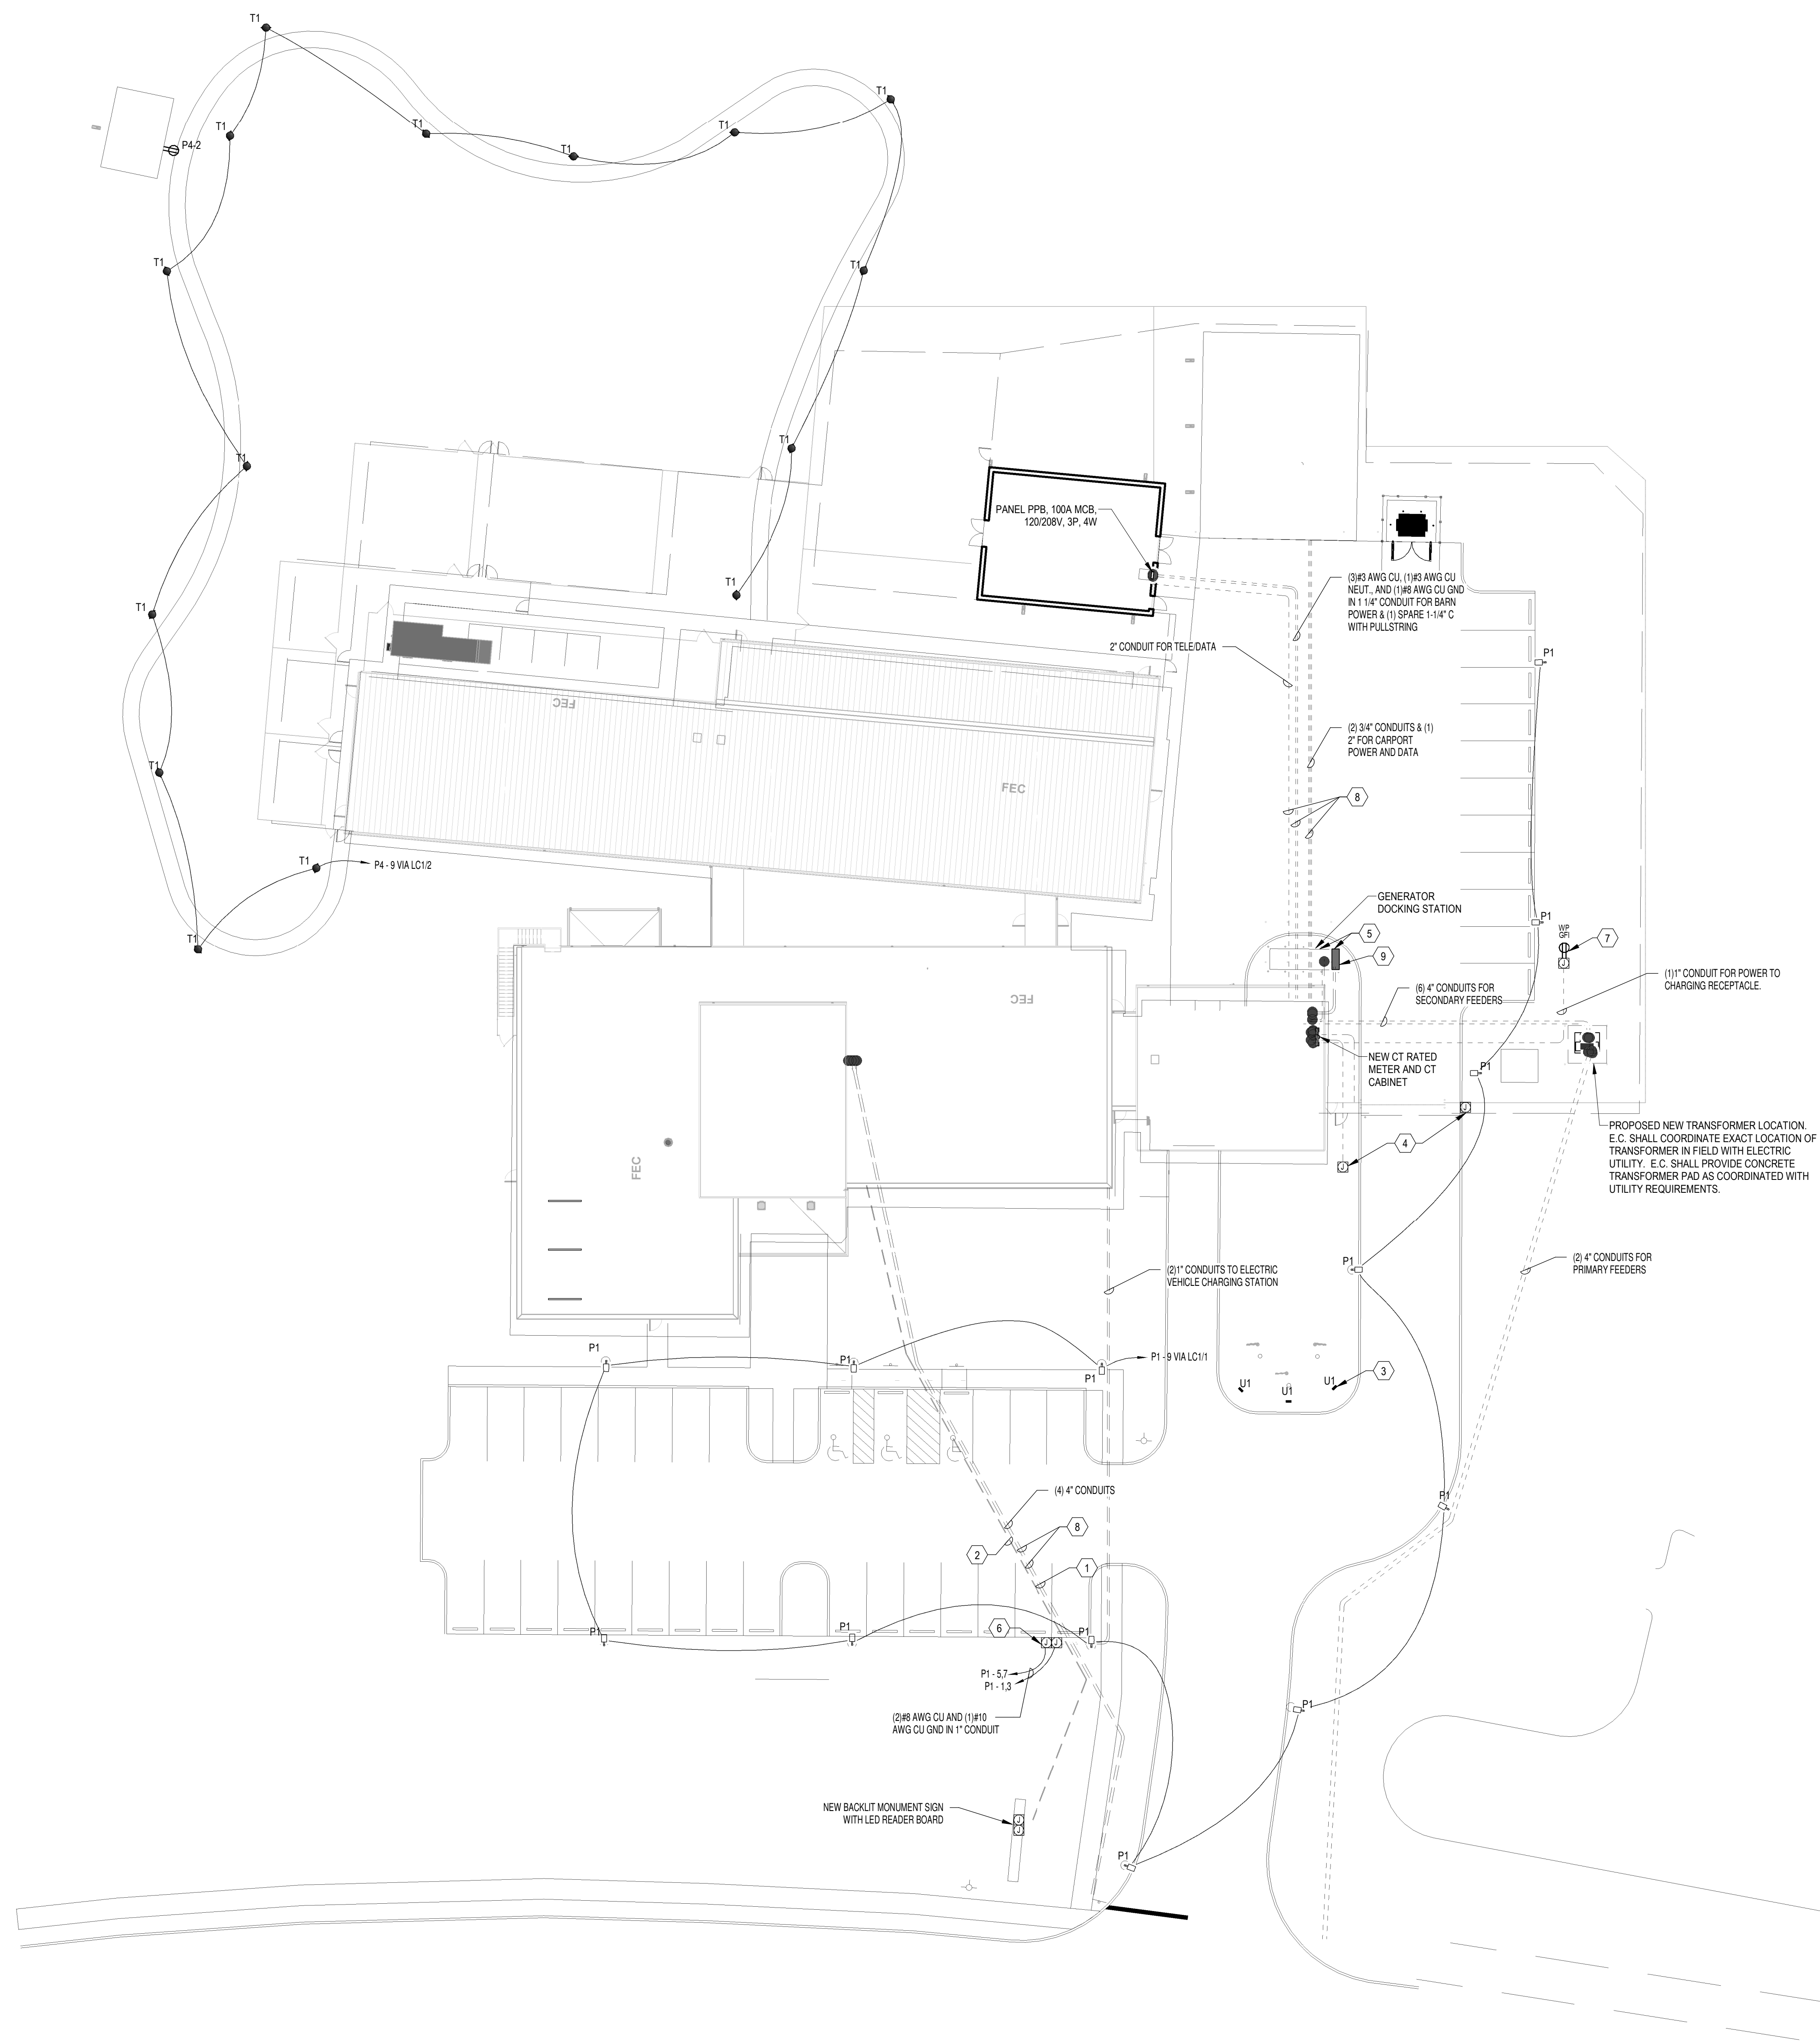 T1
T1
T1
T1
T1
T1
P4-2
T1
T1
T1
T1
T1
PANEL PPB, 100A MCB,
120/208V, 3P, 4W
T1
(3)#3 AWG CU, (1)#3 AWG CU
NEUT., AND (1)#8 AWG CU GND
IN 1 1/4" CONDUIT FOR BARN
POWER & (1) SPARE 1-1/4" C
WITH PULLSTRING
T1
2" CONDUIT FOR TELE/DATA
P1
FEC
(2) 3/4" CONDUITS & (1)
2" FOR CARPORT
POWER AND DATA
T1
FEC
8
T1
P4 - 9 VIA LC1/2
GENERATOR
DOCKING STATION
P1
T1
5
WP
GFI
7
9
(1)1" CONDUIT FOR POWER TO
CHARGING RECEPTACLE.
J
(6) 4" CONDUITS FOR
SECONDARY FEEDERS
FEC
NEW CT RATED
METER AND CT
CABINET
P1
J
PROPOSED NEW TRANSFORMER LOCATION.
E.C. SHALL COORDINATE EXACT LOCATION OF
TRANSFORMER IN FIELD WITH ELECTRIC
UTILITY. E.C. SHALL PROVIDE CONCRETE
TRANSFORMER PAD AS COORDINATED WITH
UTILITY REQUIREMENTS.
4
J
FEC
P1
(2) 4" CONDUITS FOR
PRIMARY FEEDERS
(2)1" CONDUITS TO ELECTRIC
VEHICLE CHARGING STATION
P1
P1
P1 - 9 VIA LC1/1
P1
3
U1
U1
U1
(4) 4" CONDUITS
P1
8
2
1
P1
P1
6
J
J
P1
P1 - 5,7
P1 - 1,3
P1
(2)#8 AWG CU AND (1)#10
AWG CU GND IN 1" CONDUIT
NEW BACKLIT MONUMENT SIGN
WITH LED READER BOARD
J
J
P1